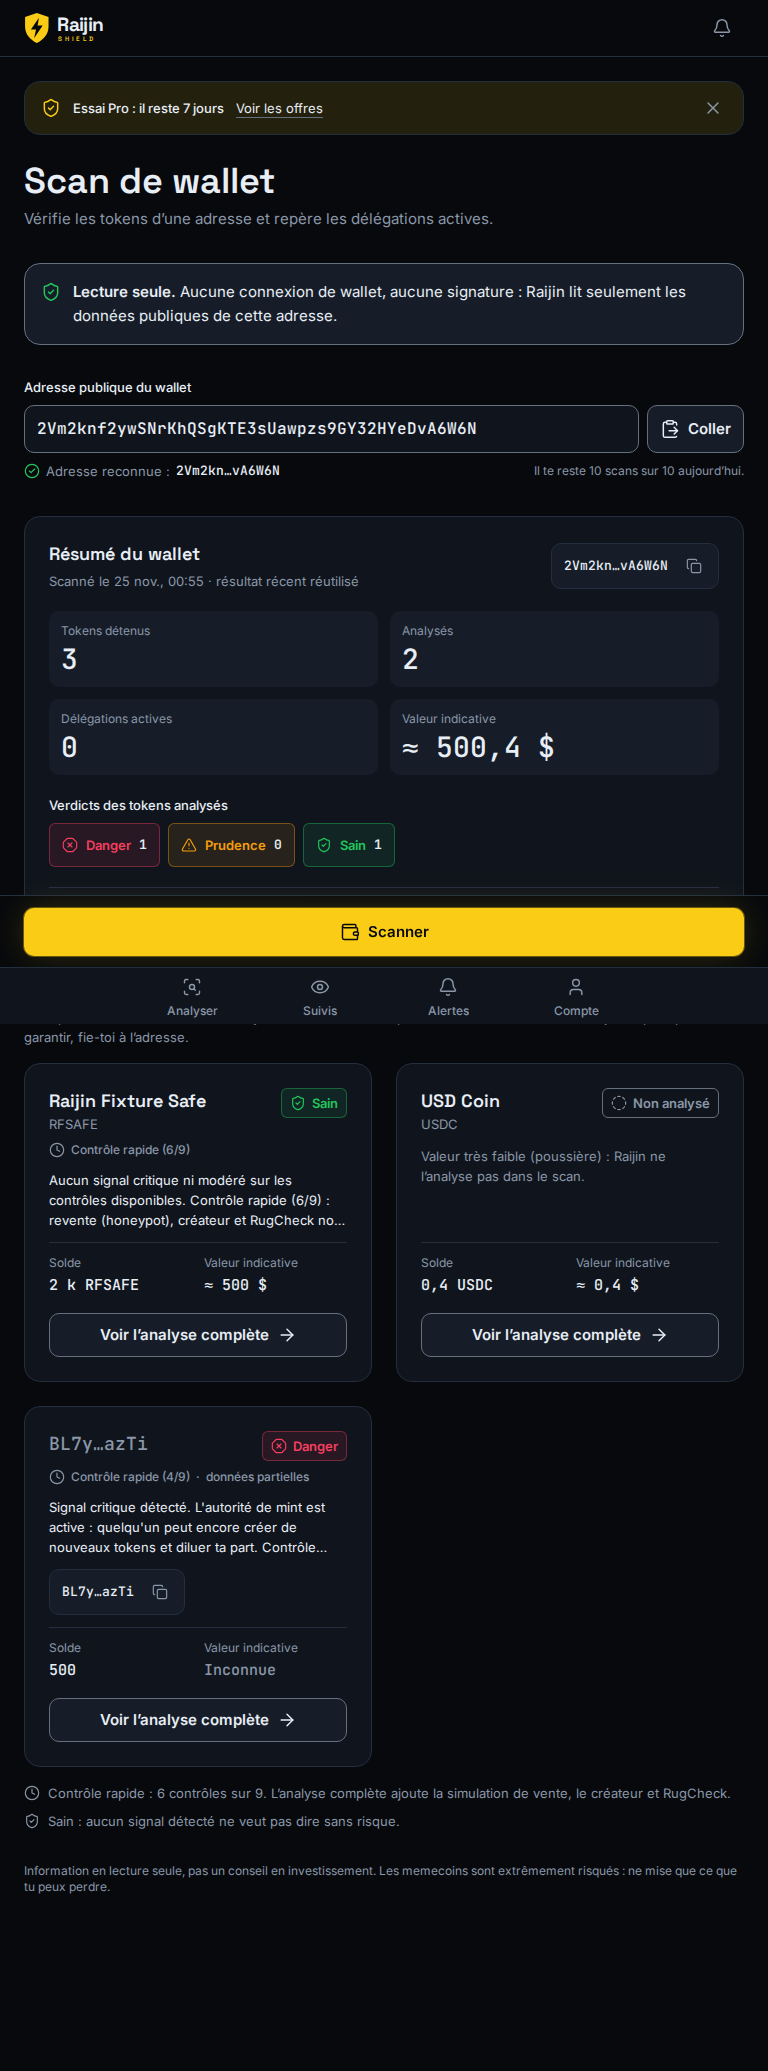 Raijin
SHIELD
Essai Pro : il reste 7 jours Voir les offres
Scan de wallet
Vérifie les tokens d’une adresse et repère les délégations actives.
Lecture seule. Aucune connexion de wallet, aucune signature : Raijin lit seulement les
données publiques de cette adresse.
Adresse publique du wallet
2Vm2knf2ywSNrKhQSgKTE3sUawpzs9GY32HYeDvA6W6N
Coller
Adresse reconnue : 2Vm2kn…vA6W6N
Il te reste 10 scans sur 10 aujourd’hui.
Résumé du wallet
Scanné le 25 nov., 00:55 · résultat récent réutilisé
2Vm2kn…vA6W6N
Tokens détenus
3
Analysés
2
Délégations actives
0
Valeur indicative
≈ 500,4 $
Verdicts des tokens analysés
Danger 1
Prudence 0
Sain 1
Scanner
Analyser
Suivis
Alertes
Compte
garantir, fie-toi à l’adresse.
Raijin Fixture Safe
Sain
RFSAFE
Contrôle rapide (6/9)
Aucun signal critique ni modéré sur les
contrôles disponibles. Contrôle rapide (6/9) :
revente (honeypot), créateur et RugCheck no…
Solde
2 k RFSAFE
Valeur indicative
≈ 500 $
Voir l’analyse complète
USD Coin
Non analysé
USDC
Valeur très faible (poussière) : Raijin ne
l’analyse pas dans le scan.
Solde
0,4 USDC
Valeur indicative
≈ 0,4 $
Voir l’analyse complète
BL7y…azTi
Danger
Contrôle rapide (4/9) · données partielles
Signal critique détecté. L'autorité de mint est
active : quelqu'un peut encore créer de
nouveaux tokens et diluer ta part. Contrôle…
BL7y…azTi
Solde
500
Valeur indicative
Inconnue
Voir l’analyse complète
Contrôle rapide : 6 contrôles sur 9. L’analyse complète ajoute la simulation de vente, le créateur et RugCheck.
Sain : aucun signal détecté ne veut pas dire sans risque.
Information en lecture seule, pas un conseil en investissement. Les memecoins sont extrêmement risqués : ne mise que ce que
tu peux perdre.